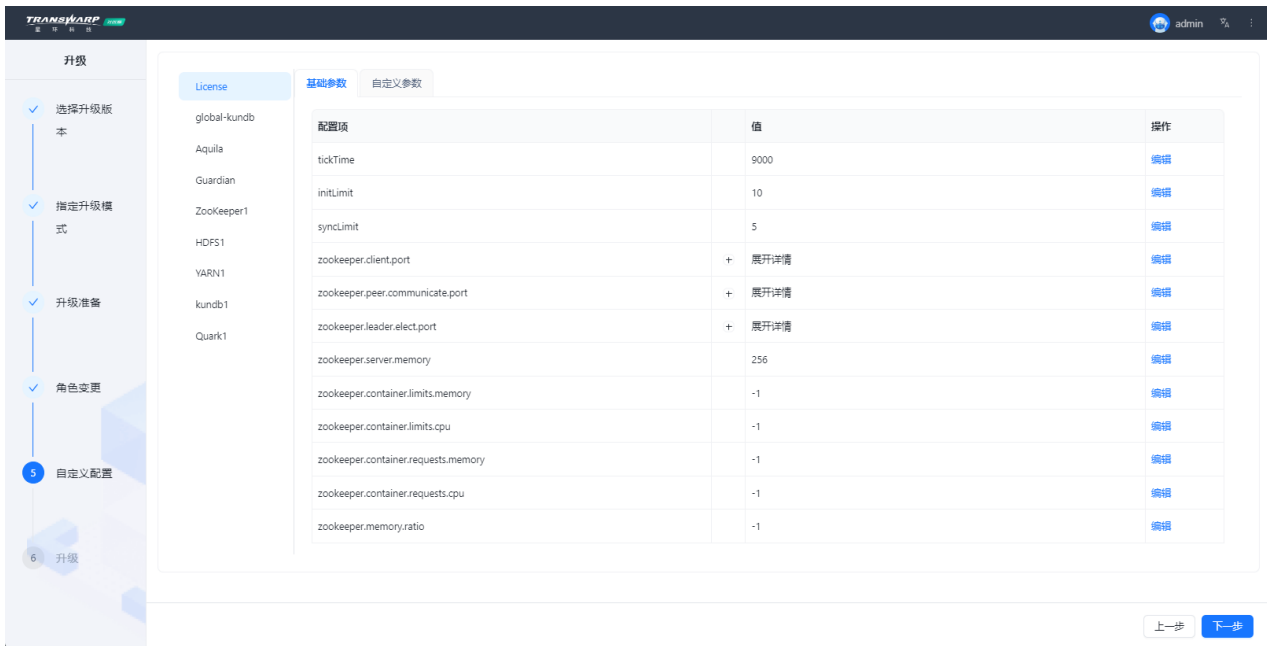 TRANSWARP
星 环 科 技
admin
升级
选择升级版
本
指定升级模
式
升级准备
角色变更
5 自定义配置
6 升级
License
global-kundb
Aquila
Guardian
ZooKeeper1
HDFS1
YARN1
kundb1
Quark1
基础参数 自定义参数
配置项 值 操作
tickTime 9000 编辑
initLimit 10 编辑
syncLimit 5 编辑
zookeeper.client.port + 展开详情 编辑
zookeeper.peer.communicate.port + 展开详情 编辑
zookeeper.leader.elect.port + 展开详情 编辑
zookeeper.server.memory 256 编辑
zookeeper.container.limits.memory -1 编辑
zookeeper.container.limits.cpu -1 编辑
zookeeper.container.requests.memory -1 编辑
zookeeper.container.requests.cpu -1 编辑
zookeeper.memory.ratio -1 编辑
上一步 下一步